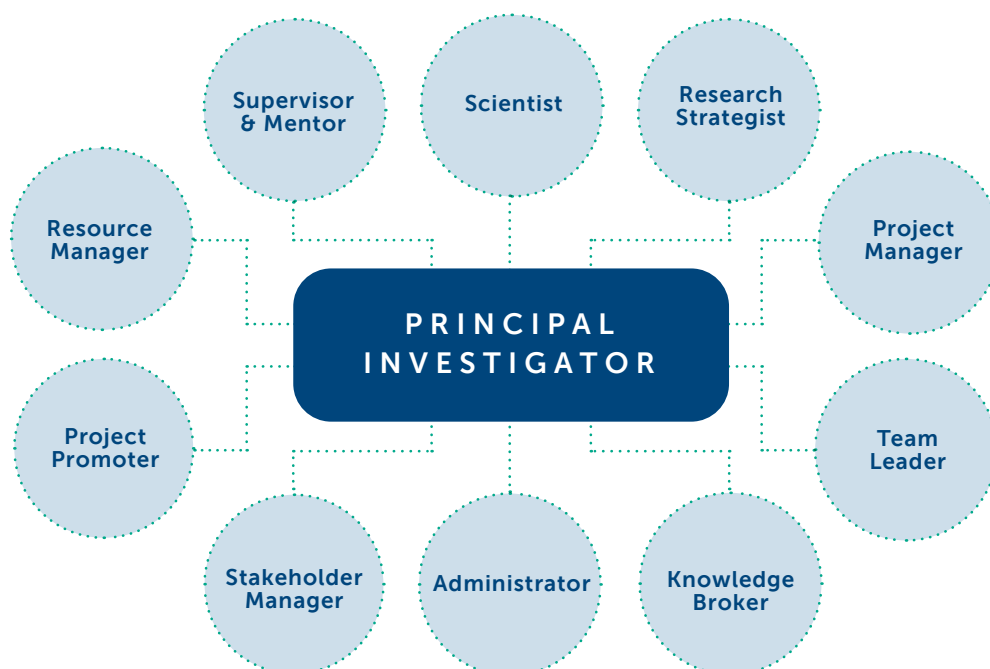 Supervisor
& Mentor
Scientist
Research
Strategist
Resource
Manager
Project
Manager
PRINCIPAL
INVESTIGATOR
Project
Promoter
Team
Leader
Stakeholder
Manager
Administrator
Knowledge
Broker